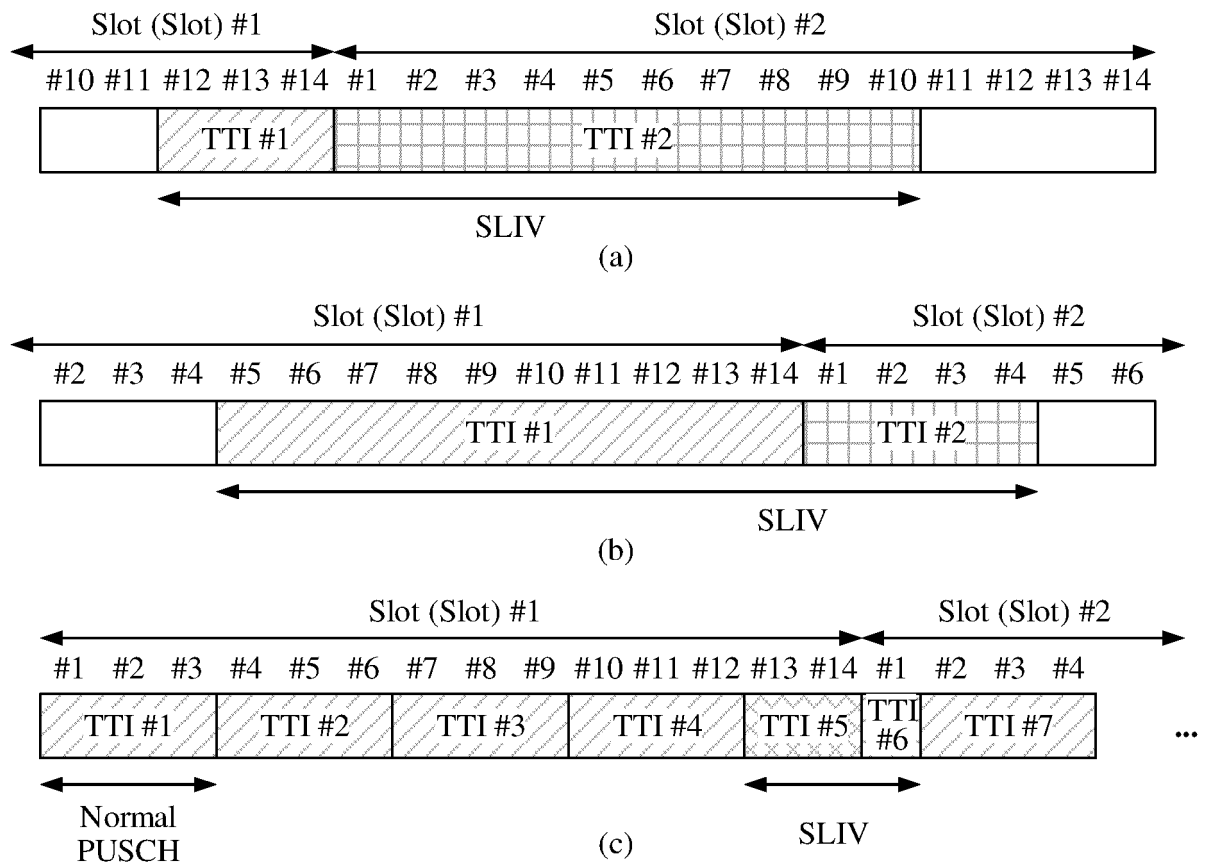 Slot (Slot) #1 Slot (Slot) #2
#10 #11 #12 #13 #14 #1 #2 #3 #4 #5 #6 #7 #8 #9 #10 #11 #12 #13 #14
TTI #1 TTI #2
SLIV
(a)
Slot (Slot) #1 Slot (Slot) #2
#2 #3 #4 #5 #6 #7 #8 #9 #10 #11 #12 #13 #14 #1 #2 #3 #4 #5 #6
TTI #1 TTI #2
SLIV
(b)
Slot (Slot) #1 Slot (Slot) #2
#1 #2 #3 #4 #5 #6 #7 #8 #9 #10 #11 #12 #13 #14 #1 #2 #3 #4
TTI #1 TTI #2 TTI #3 TTI #4 TTI #5 TTI #6 TTI #7 ...
Normal
PUSCH
SLIV
(c)